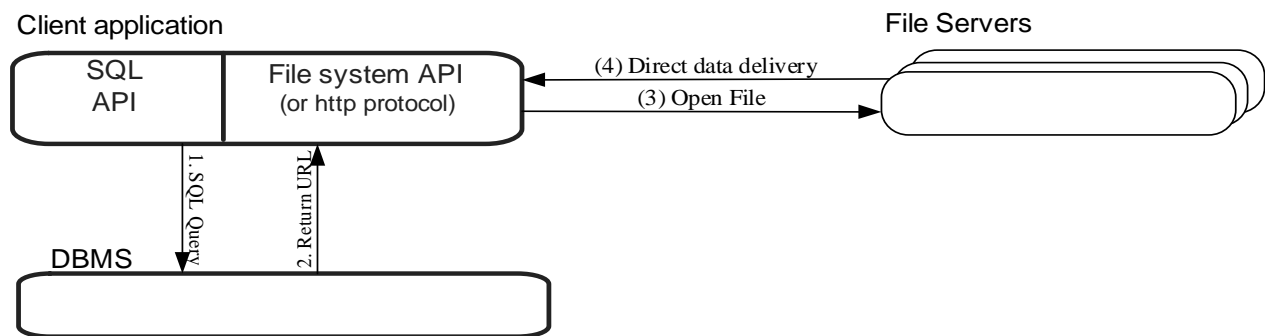 Client application
File Servers
SQL
API
File system API
(or http protocol)
(4) Direct data delivery
(3) Open File
1. SQL Query
2. Return URL
DBMS